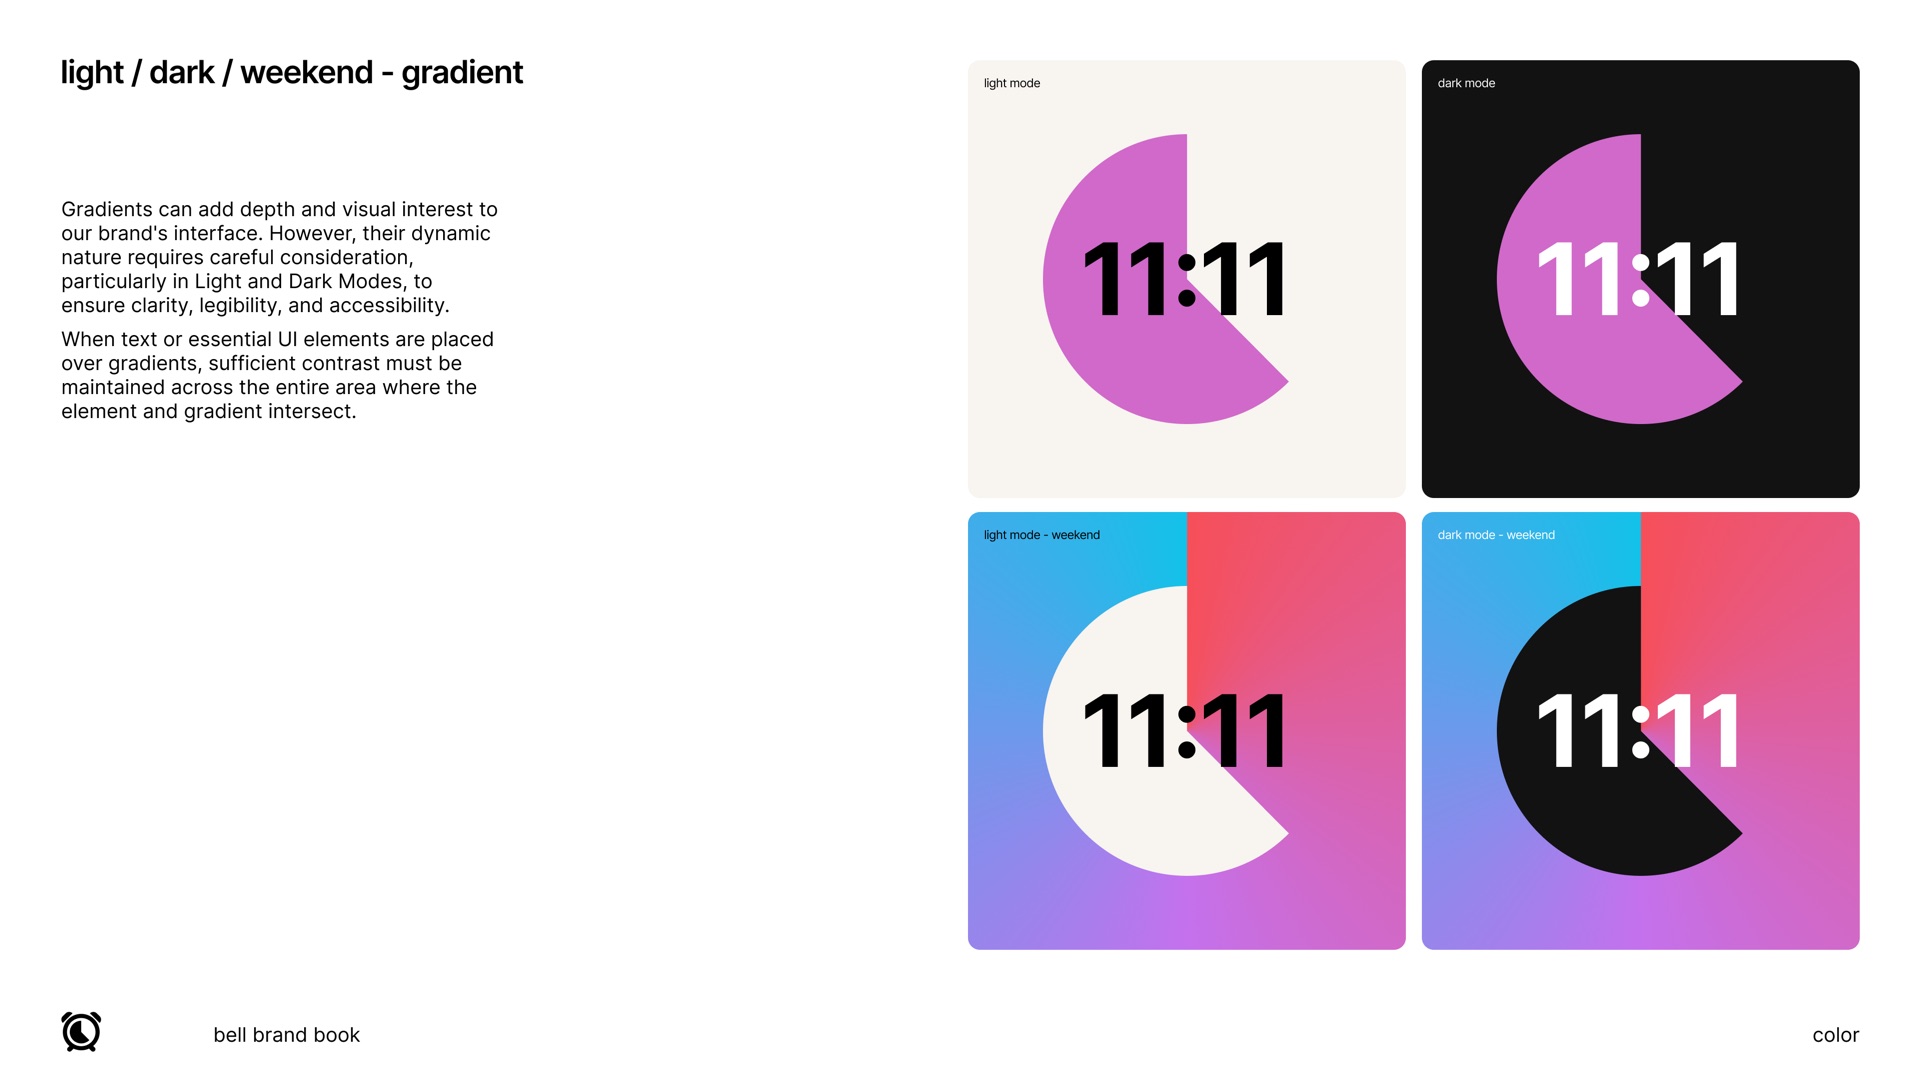 light / dark / weekend - gradient
Gradients can add depth and visual interest to
our brand's interface. However, their dynamic
nature requires careful consideration,
particularly in Light and Dark Modes, to
ensure clarity, legibility, and accessibility.
When text or essential UI elements are placed
over gradients, sufficient contrast must be
maintained across the entire area where the
element and gradient intersect.
light mode
11:11
dark mode
11:11
light mode - weekend
11:11
dark mode - weekend
11:11
bell brand book
color